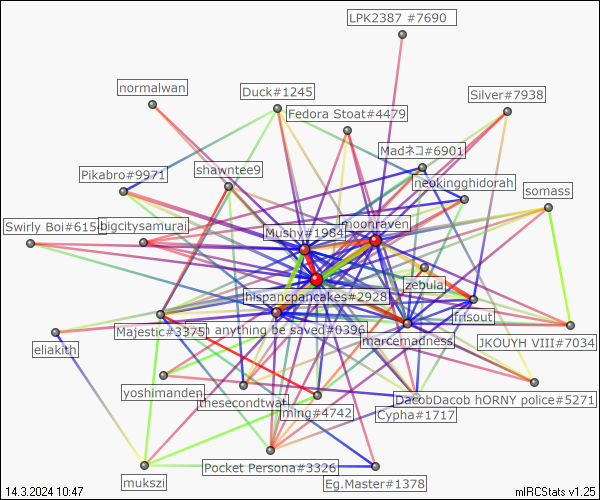 LPK2387 #7690
normalwan
Duck#1245
Silver#7938
Fedora Stoat#4479
Madネコ#6901
shawntee9
Pikabro#9971
neokingghidorah
somass
Swirly Boi#6154
bigcitysamurai
moonraven
Mushy#1984
zebula
hispancpancakes#2928
frisout
anything be saved#0396
Majestic#3375
marcemadness
JKOUYH VIII#7034
eliakith
yoshimanden
thesecondtwat
DacobDacob hORNY police#5271
ming#4742
Cypha#1717
Pocket Persona#3326
mukszi
Eg.Master#1378
14.3.2024 10:47
mIRCStats v1.25